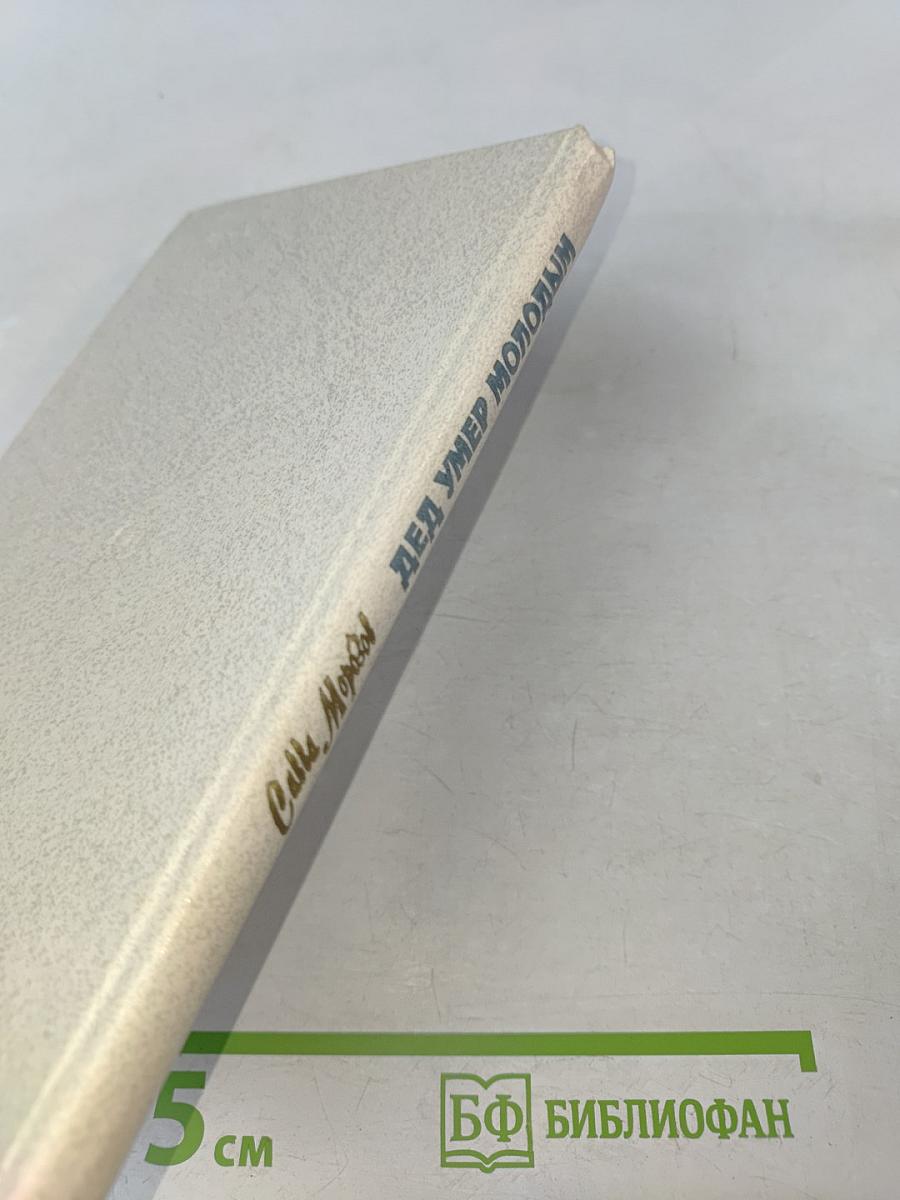 Савва Морозов ДЕД УМЕР МОЛОДЫМ
5 см
БФ БИБЛИОФАН